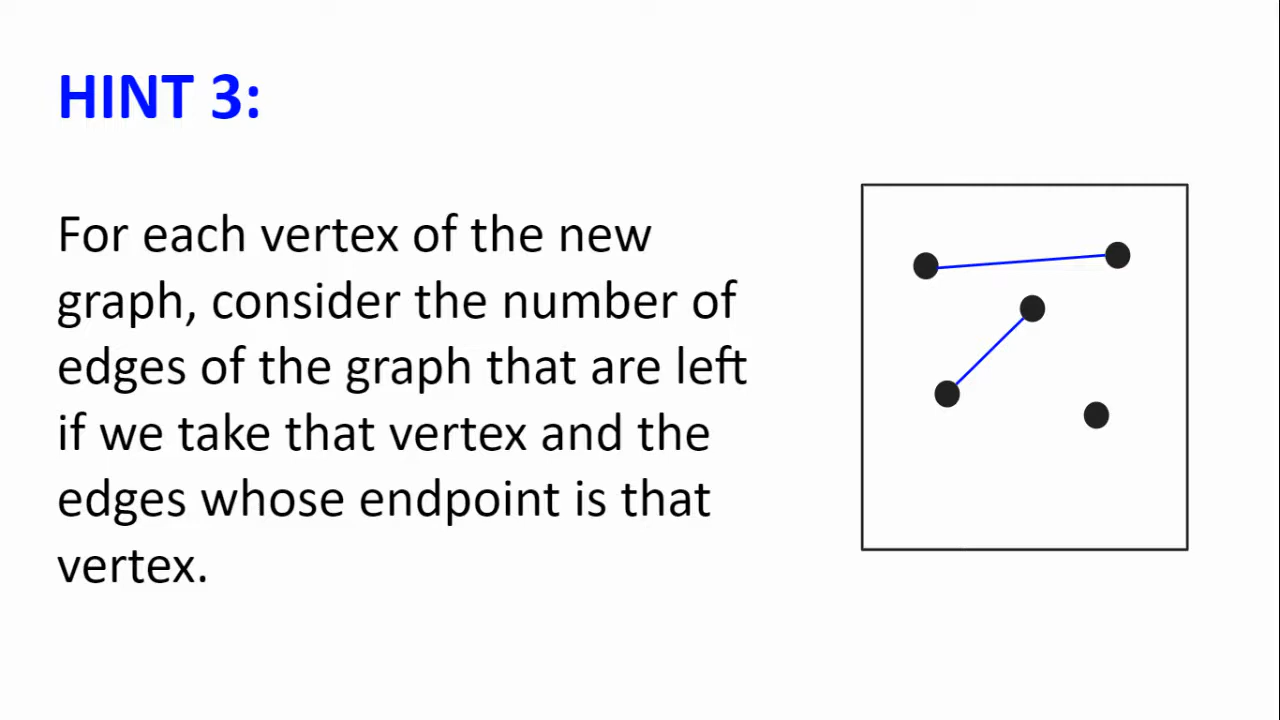 HINT 3:
For each vertex of the new
graph, consider the number of
edges of the graph that are left
if we take that vertex and the
edges whose endpoint is that
vertex.